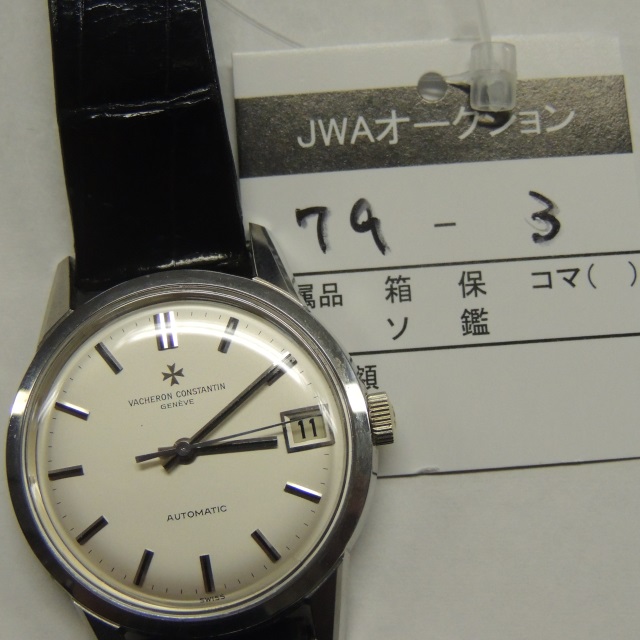 JWAオークション
79 - 3
属品 箱 保 コマ( )
ソ 鑑
額
VACHERON CONSTANTIN
GENÈVE
11
AUTOMATIC
SWISS